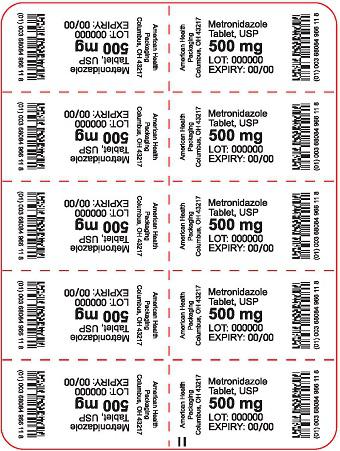 Metronidazole
Tablet, USP
500 mg
LOT: 000000
EXPIRY: 00/00
American Health
Packaging
Columbus, OH 43217
(01) 003 68084 966 11 8
American Health
Packaging
Columbus, OH 43217
Metronidazole
Tablet, USP
500 mg
LOT: 000000
EXPIRY: 00/00
(01) 003 68084 966 11 8
Metronidazole
Tablet, USP
500 mg
LOT: 000000
EXPIRY: 00/00
American Health
Packaging
Columbus, OH 43217
(01) 003 68084 966 11 8
American Health
Packaging
Columbus, OH 43217
Metronidazole
Tablet, USP
500 mg
LOT: 000000
EXPIRY: 00/00
(01) 003 68084 966 11 8
Metronidazole
Tablet, USP
500 mg
LOT: 000000
EXPIRY: 00/00
American Health
Packaging
Columbus, OH 43217
(01) 003 68084 966 11 8
American Health
Packaging
Columbus, OH 43217
Metronidazole
Tablet, USP
500 mg
LOT: 000000
EXPIRY: 00/00
(01) 003 68084 966 11 8
Metronidazole
Tablet, USP
500 mg
LOT: 000000
EXPIRY: 00/00
American Health
Packaging
Columbus, OH 43217
(01) 003 68084 966 11 8
American Health
Packaging
Columbus, OH 43217
Metronidazole
Tablet, USP
500 mg
LOT: 000000
EXPIRY: 00/00
(01) 003 68084 966 11 8
Metronidazole
Tablet, USP
500 mg
LOT: 000000
EXPIRY: 00/00
American Health
Packaging
Columbus, OH 43217
(01) 003 68084 966 11 8
American Health
Packaging
Columbus, OH 43217
Metronidazole
Tablet, USP
500 mg
LOT: 000000
EXPIRY: 00/00
(01) 003 68084 966 11 8